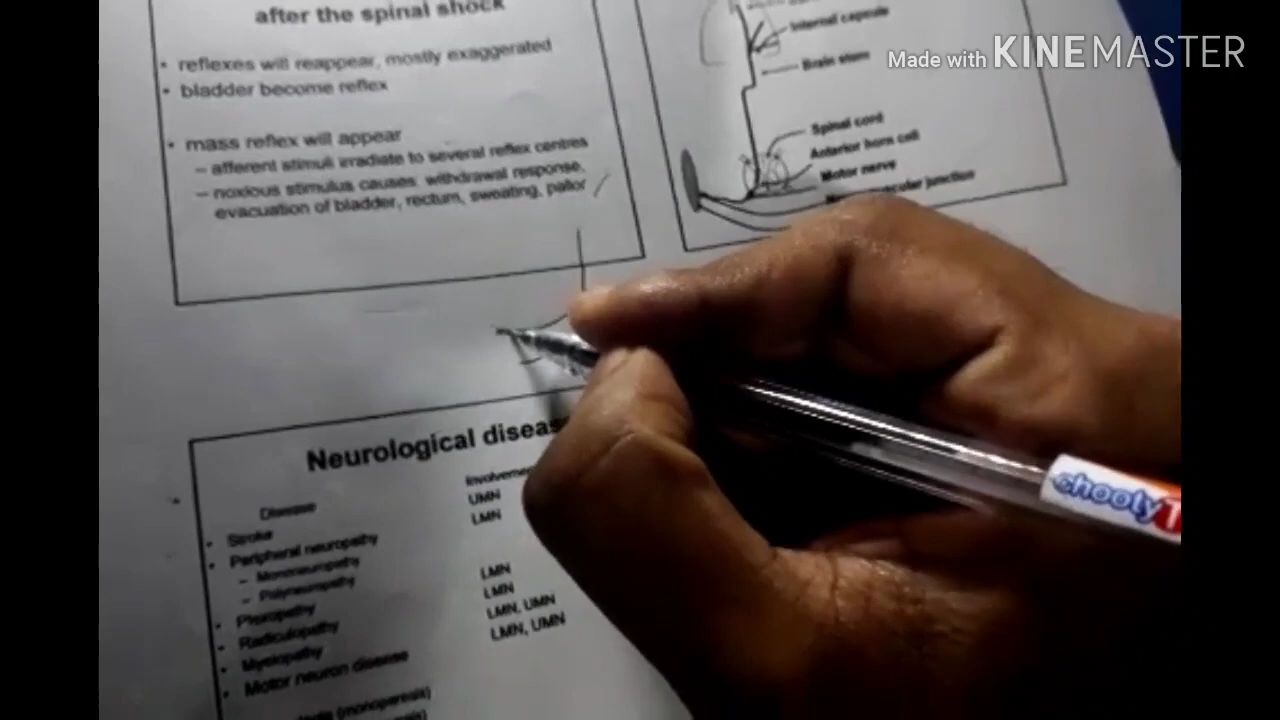 after the spinal shock
• reflexes will reappear, mostly exaggerated
• bladder become reflex
• mass reflex will appear
– afferent stimuli irradiate to several reflex centres
– noxious stimulus causes: withdrawal response,
evacuation of bladder, rectum, sweating, pallor
Internal capsule
Brain stem
Spinal cord
Anterior horn cell
Motor nerve
junction
Made with KINEMASTER
Neurological
Disease
UMN
• Stroke
LMN
• Peripheral neuropathy
– Mononeuropathy
– Polyneuropathy
LMN
• Plexopathy
LMN
• Radiculopathy
LMN, UMN
• Myelopathy
LMN, UMN
• Motor neuron disease
(monoparesis)
chooty